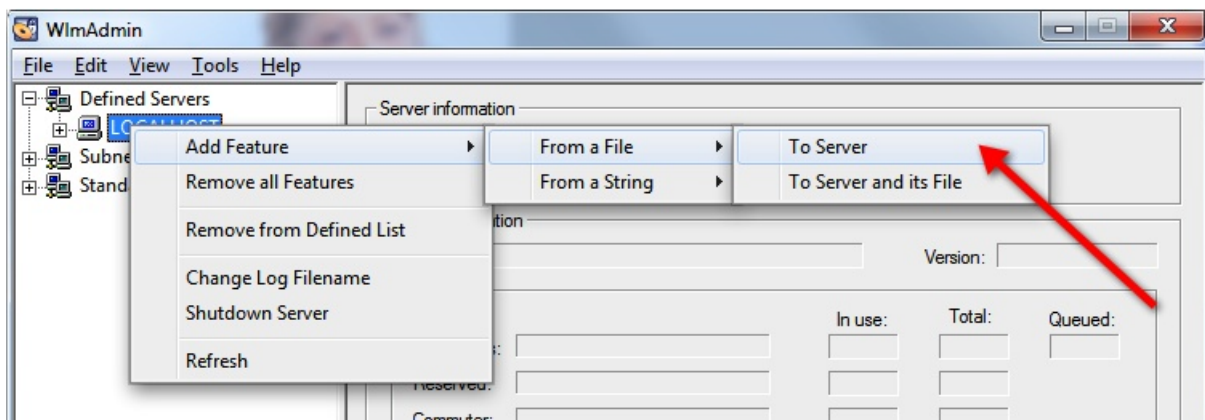 WlmAdmin
File Edit View Tools Help
Defined Servers
Server information
Add Feature From a File To Server
Remove all Features From a String To Server and its File
Remove from Defined List
Version:
Change Log Filename
Shutdown Server
In use: Total: Queued:
Refresh
Reserved:
Commuter: